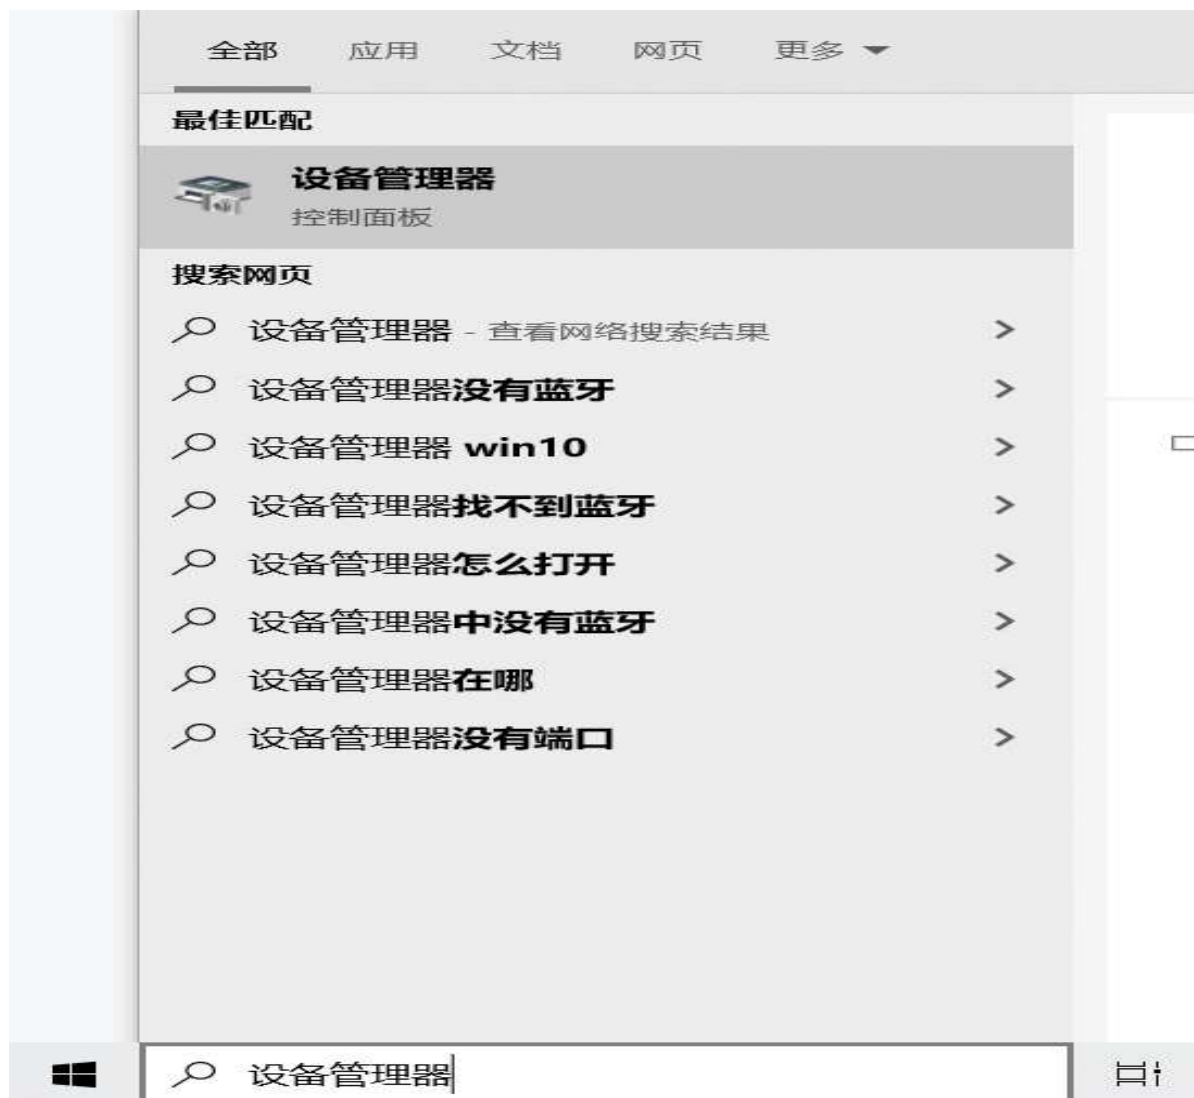 全部 应用 文档 网页 更多
最佳匹配
设备管理器
控制面板
搜索网页
设备管理器 - 查看网络搜索结果
设备管理器没有蓝牙
设备管理器 win10
设备管理器找不到蓝牙
设备管理器怎么打开
设备管理器中没有蓝牙
设备管理器在哪
设备管理器没有端口
设备管理器